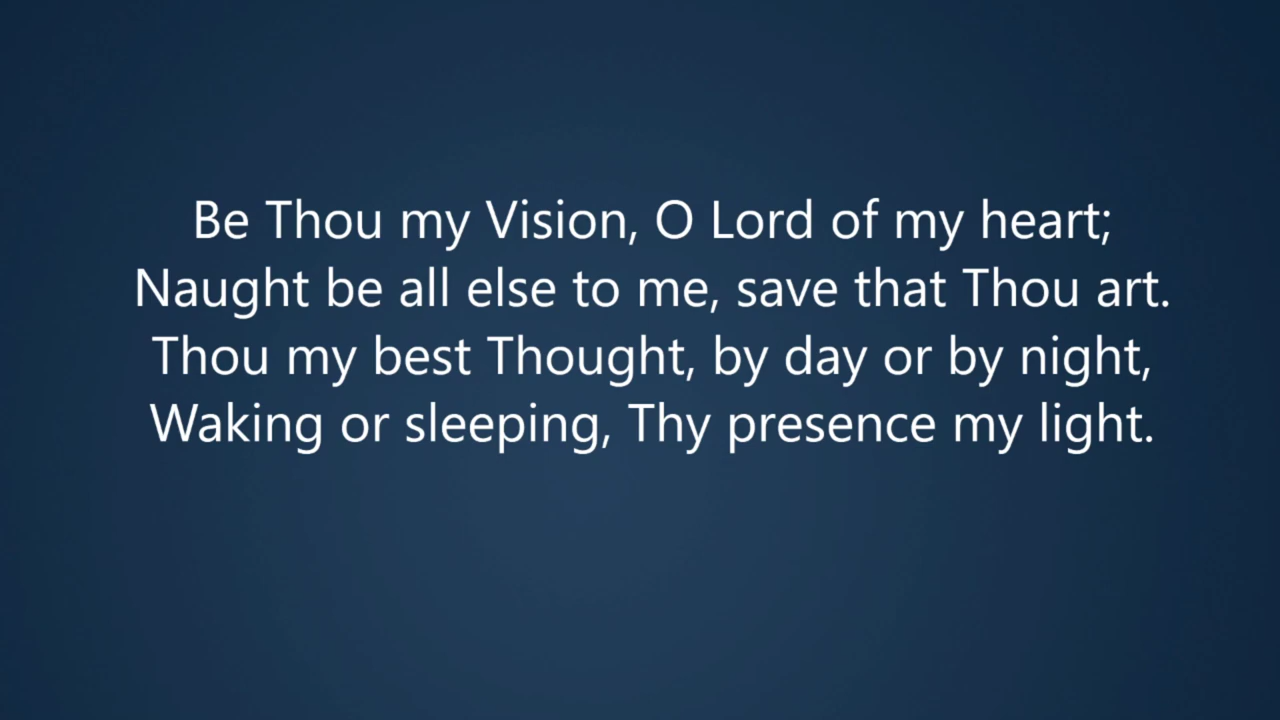 Be Thou my Vision, O Lord of my heart;
Naught be all else to me, save that Thou art.
Thou my best Thought, by day or by night,
Waking or sleeping, Thy presence my light.